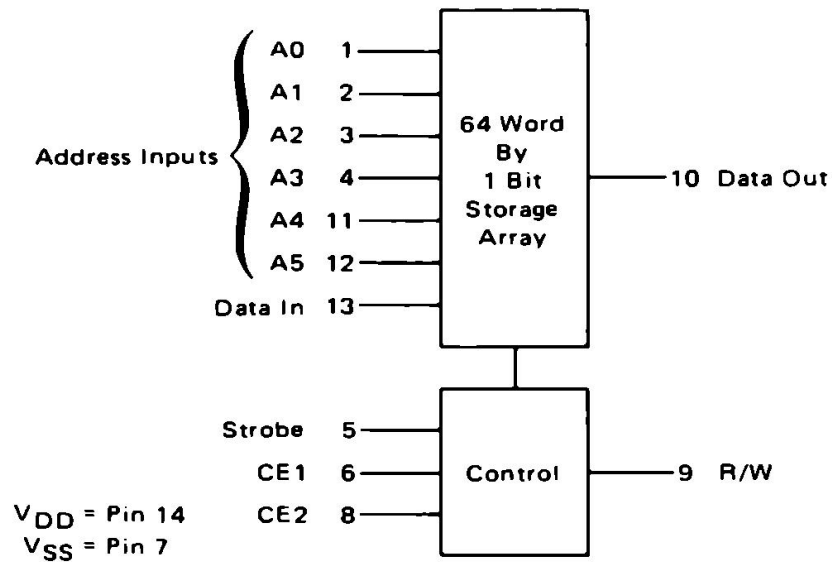 A0 1
A1 2
A2 3
Address Inputs
A3 4
A4 11
A5 12
Data In 13
64 Word
By
1 Bit
Storage
Array
10 Data Out
Strobe 5
CE1 6
CE2 8
Control
9 R/W
VDD = Pin 14
VSS = Pin 7